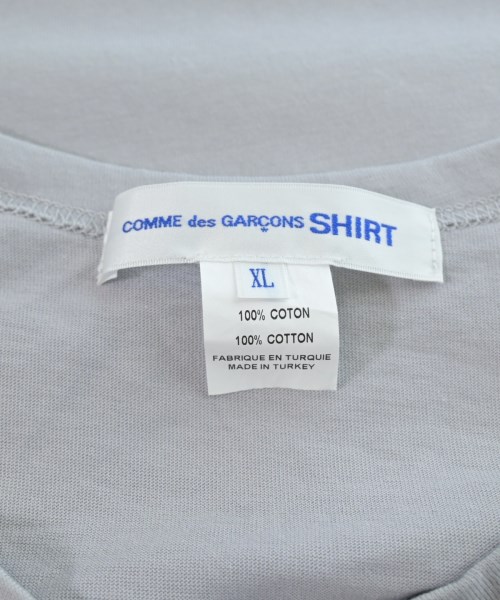 COMME des GARÇONS SHIRT
XL
100% COTON
100% COTTON
FABRIQUE EN TURQUIE
MADE IN TURKEY